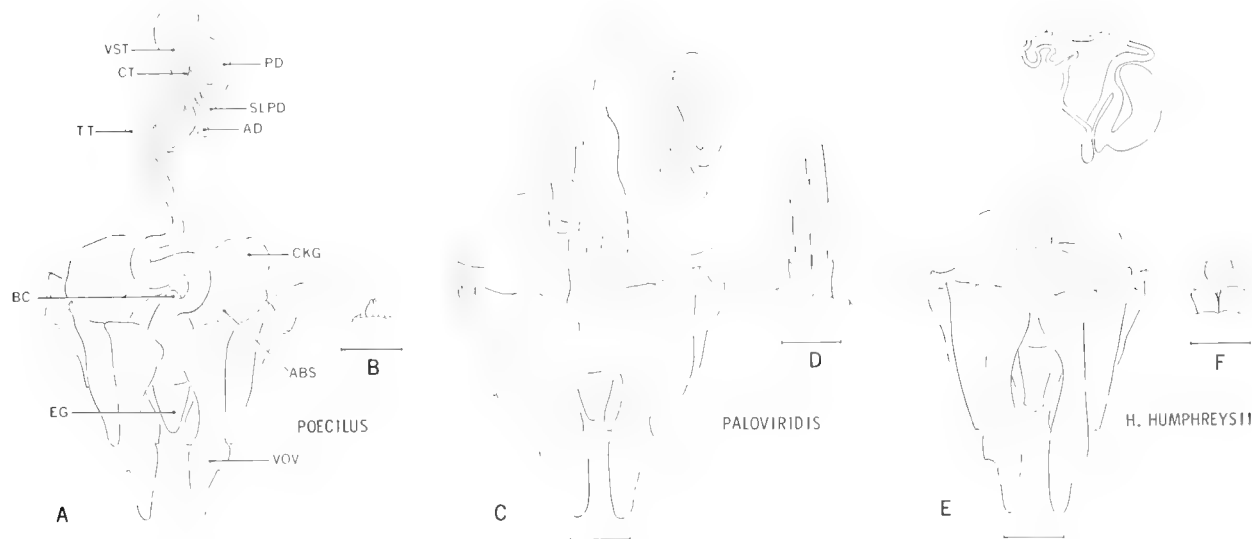 VST
PD
CT
SLPD
TT
AD
CKG
BC
B
D
F
ABS
EG
POECILUS
PALOVIRIDIS
H. HUMPHREYSII
VOV
A
C
E